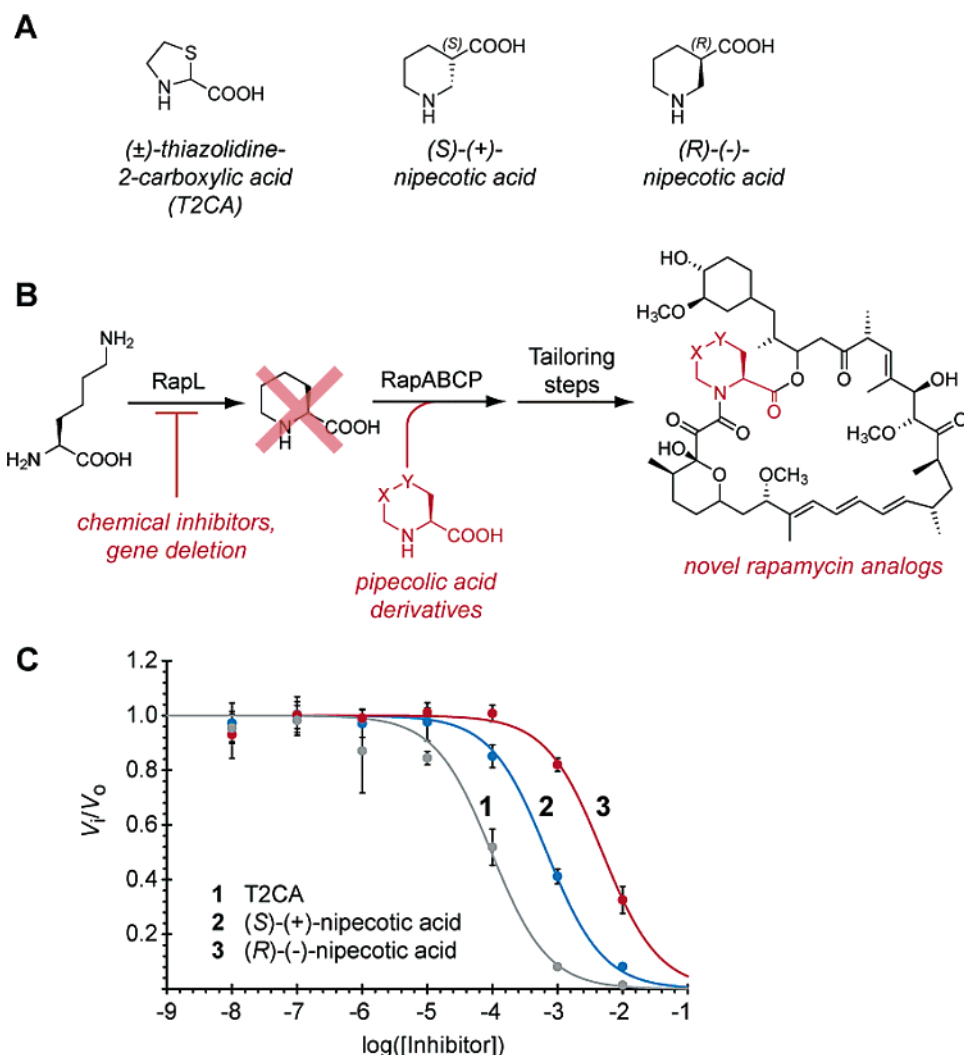 A
S
N
H
COOH
(±)-thiazolidine-
2-carboxylic acid
(T2CA)
(S)
COOH
N
H
(S)-(+)-
nipecotic acid
(R)
COOH
N
H
(R)-(-)-
nipecotic acid
B
NH2
H2N
COOH
RapL
chemical inhibitors,
gene deletion
N
H
COOH
RapABCP
X
Y
N
H
COOH
pipecolic acid
derivatives
Tailoring
steps
HO
H3CO
X
Y
N
O
O
O
O
O
HO
O
OCH3
H3CO
OH
O
novel rapamycin analogs
C
Vi/Vo
1.2
1.0
0.8
0.6
0.4
0.2
1
2
3
1 T2CA
2 (S)-(+)-nipecotic acid
3 (R)-(-)-nipecotic acid
-9 -8 -7 -6 -5 -4 -3 -2 -1
log([Inhibitor])